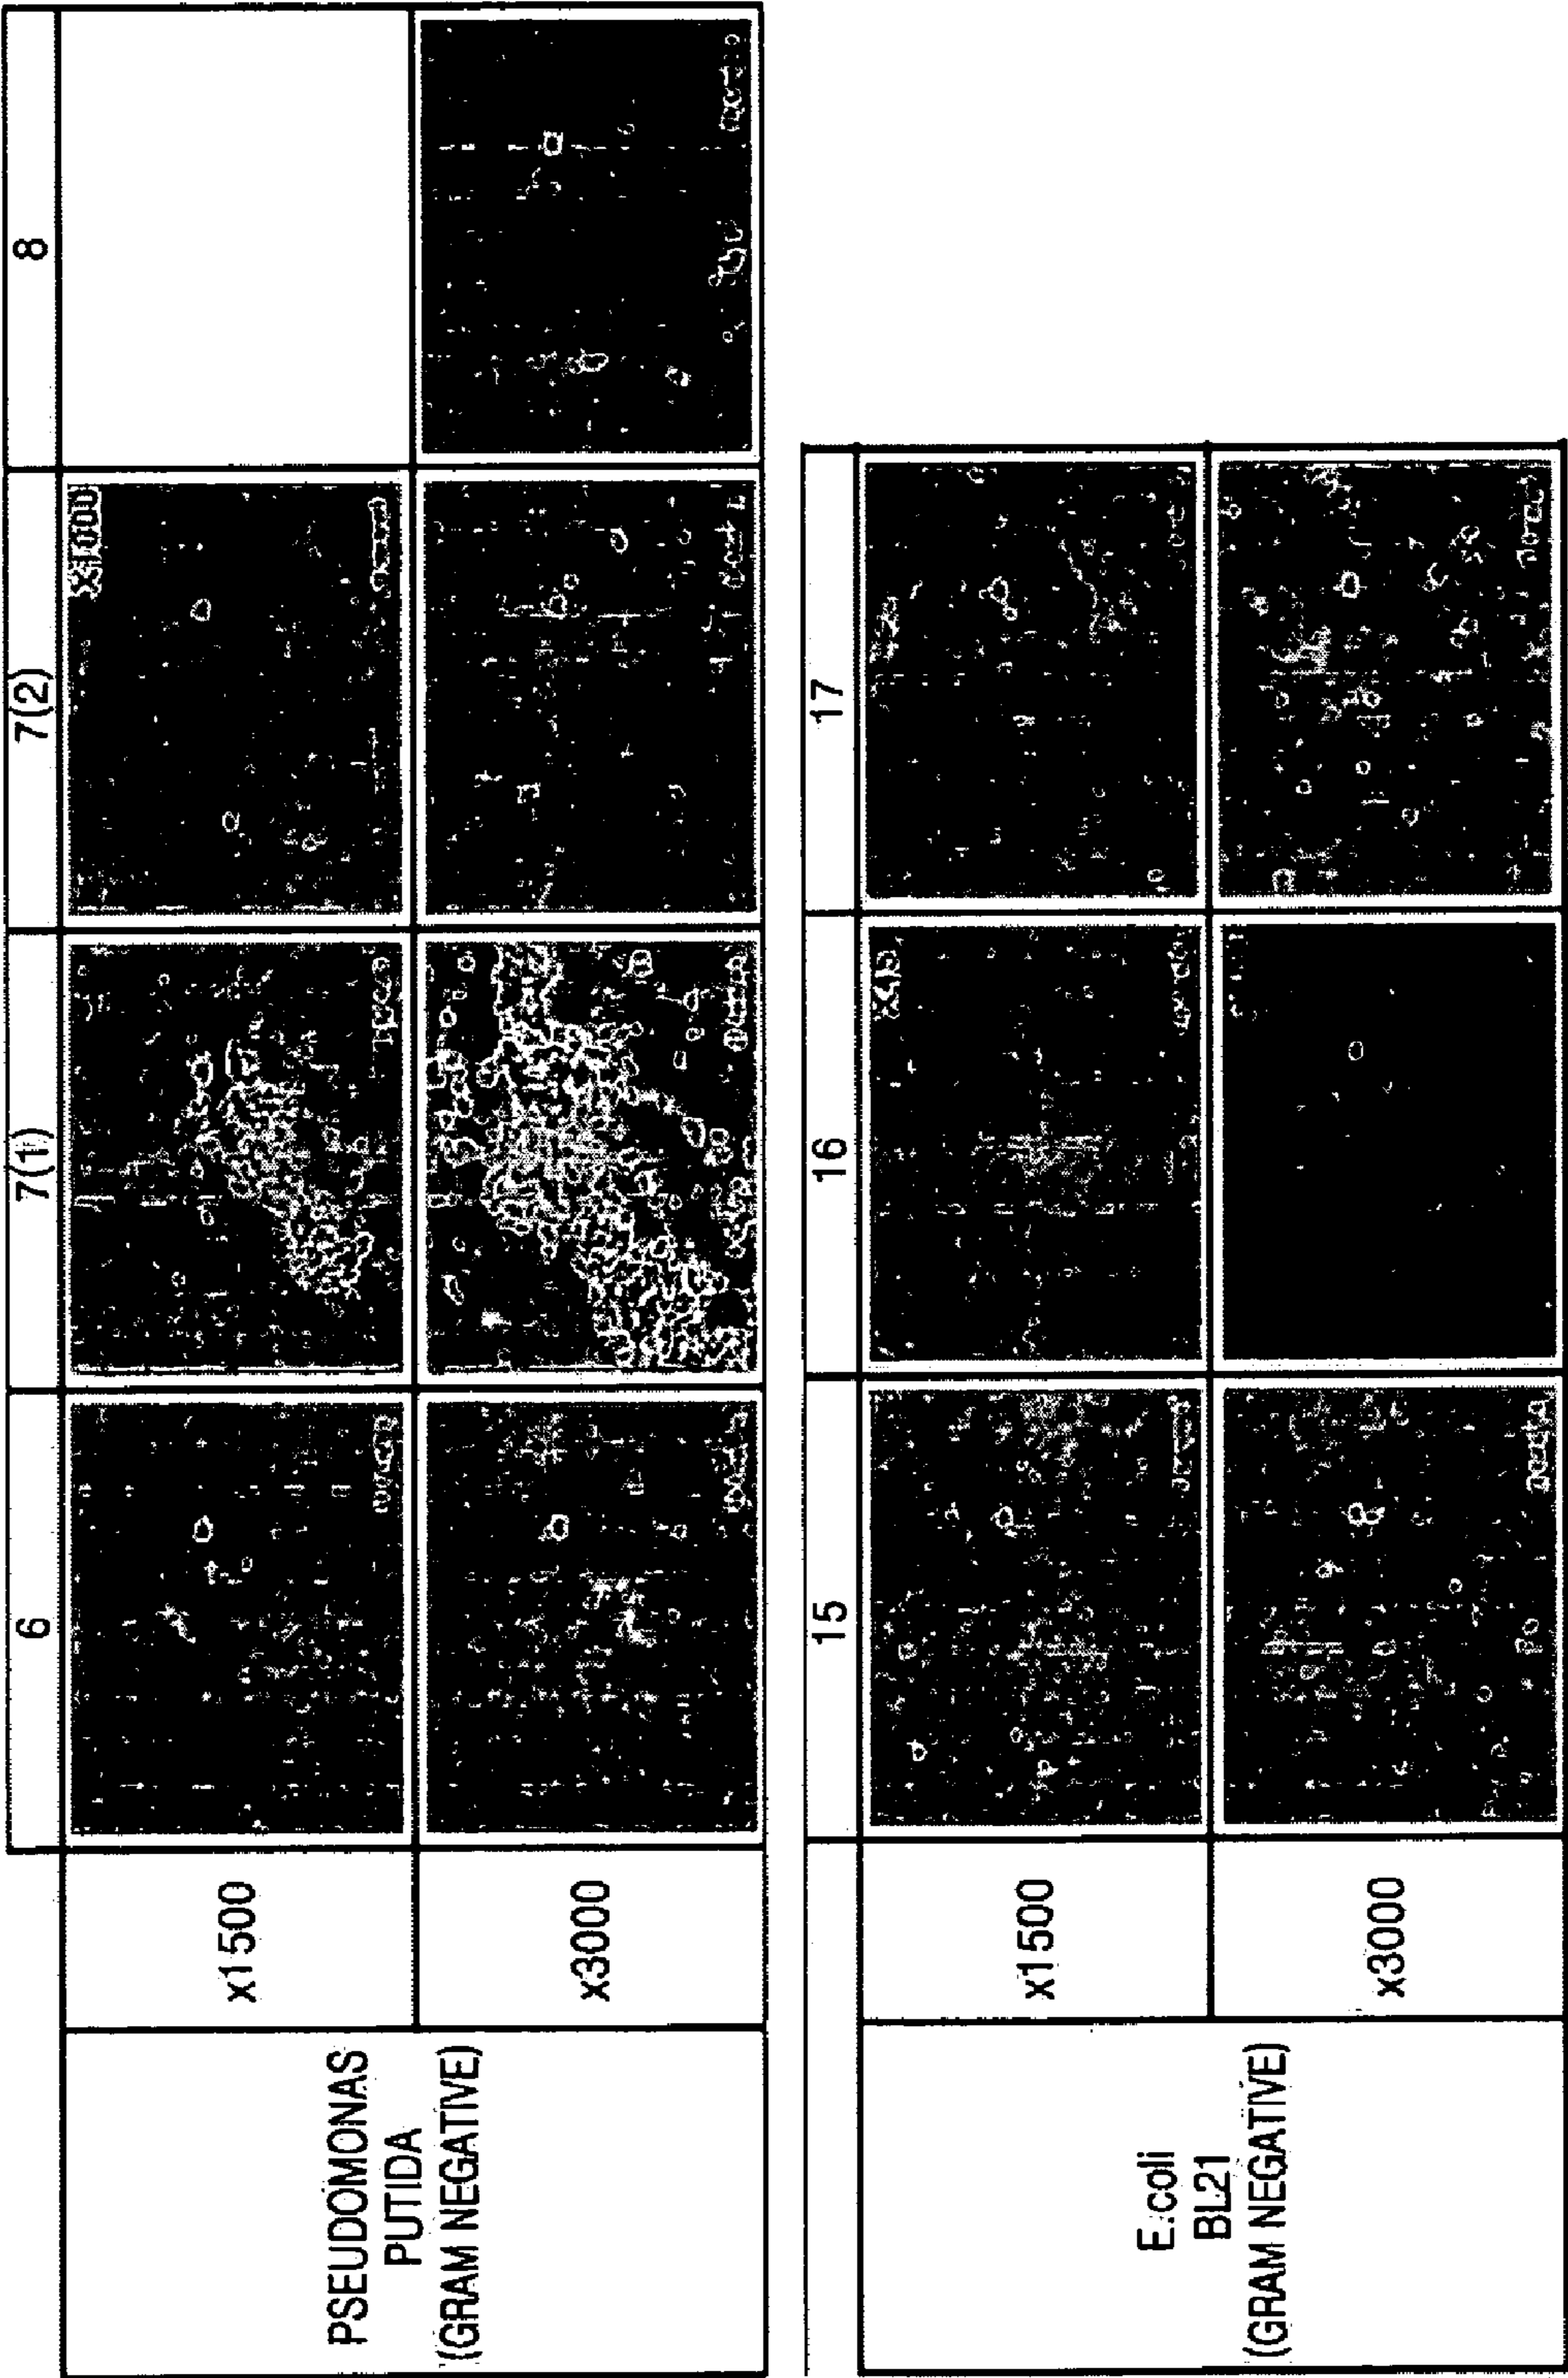 6
7(1)
7(2)
8
PSEUDOMONAS
PUTIDA
(GRAM NEGATIVE)
x1500
X1000
x3000
15
16
17
E.coli
BL21
(GRAM NEGATIVE)
x1500
x3000